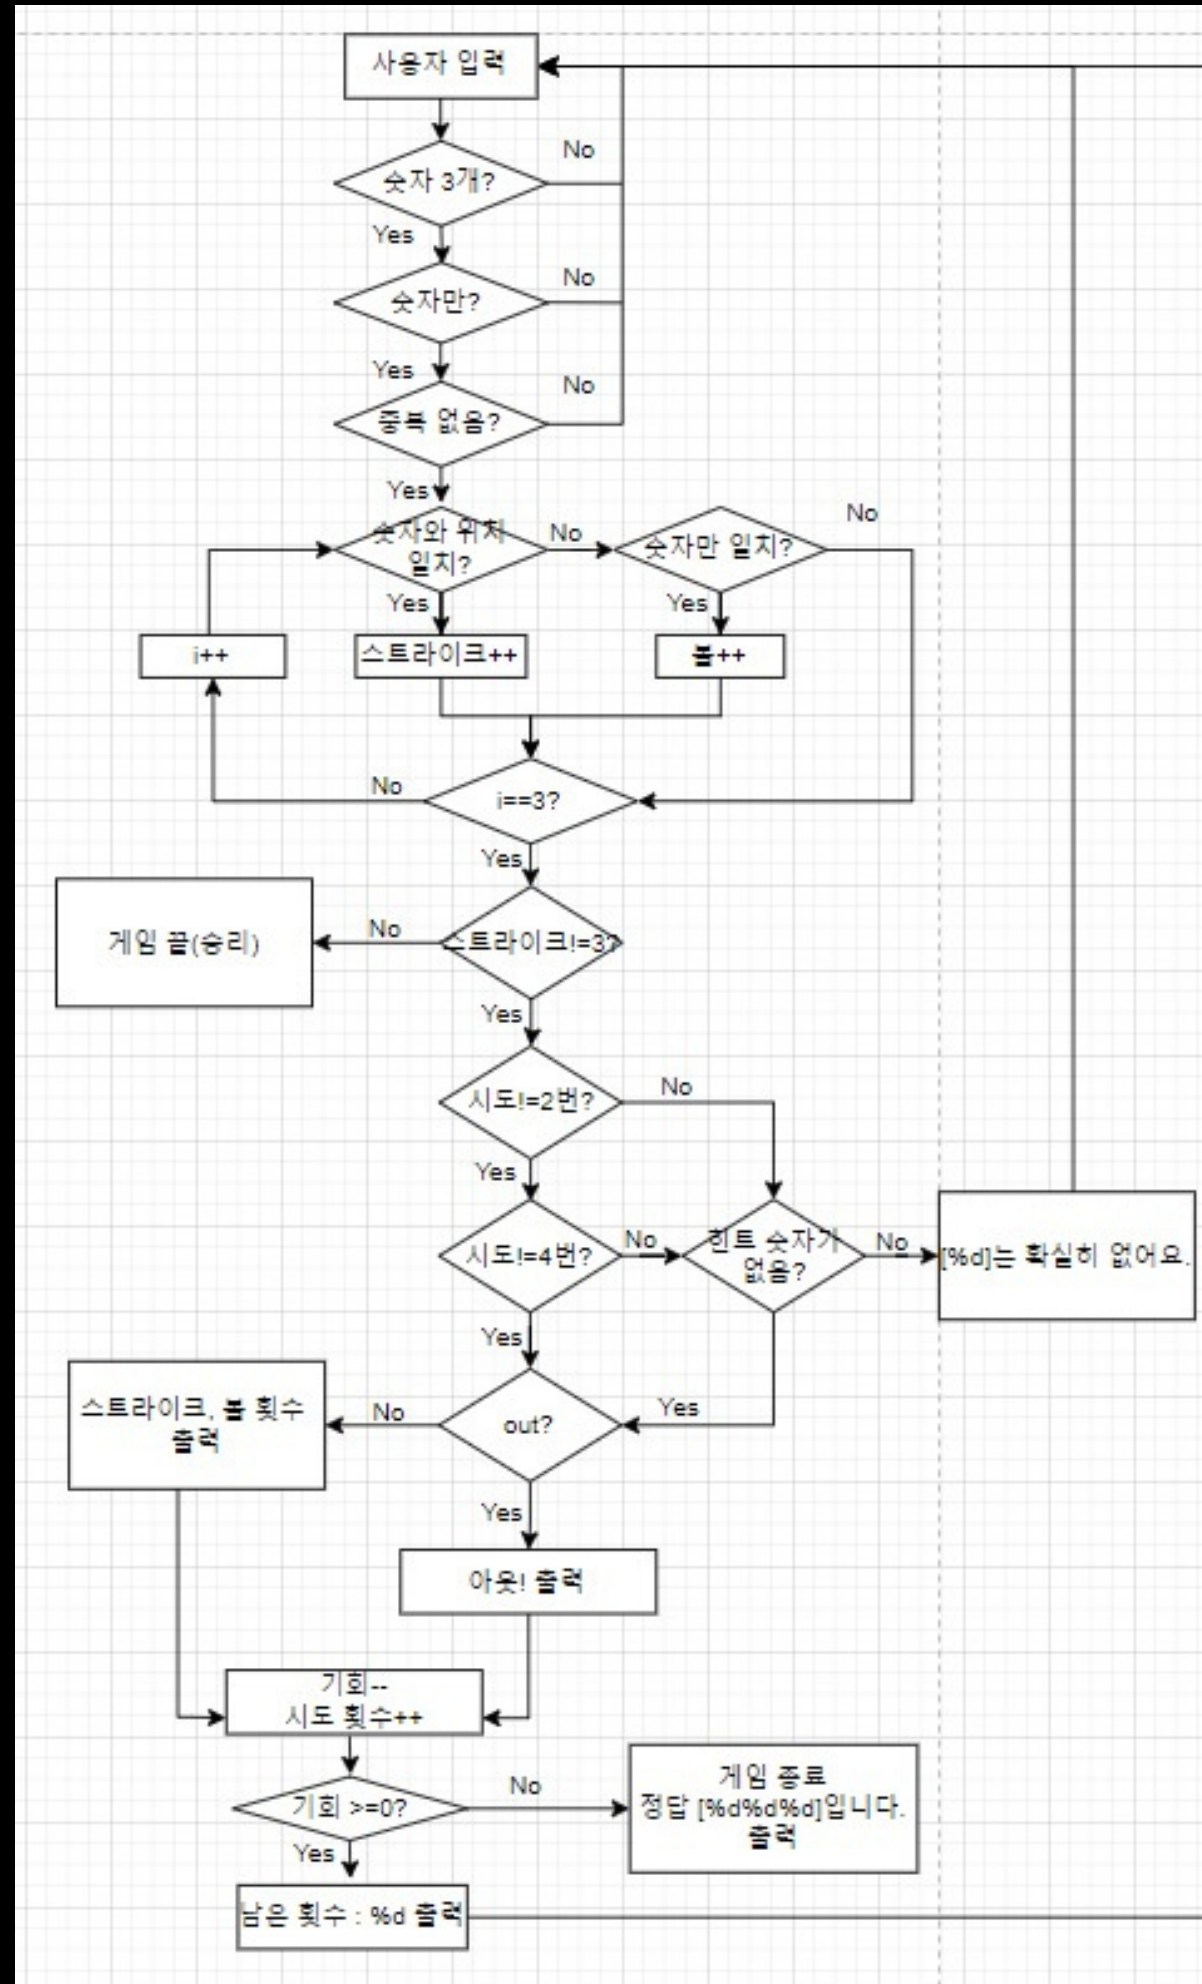 사용자 입력
No
숫자 3개?
Yes
No
숫자만?
Yes
No
중복 없음?
Yes
숫자와 위치
일치?
No
숫자만 일치?
No
Yes
Yes
i++
스트라이크++
볼++
No
i==3?
Yes
게임 끝(승리)
No
스트라이크!=3?
Yes
시도!=2번?
No
Yes
시도!=4번?
No
힌트 숫자가
없음?
No
[%d]는 확실히 없어요.
Yes
스트라이크, 볼 횟수
출력
No
out?
Yes
Yes
아웃! 출력
기회--
시도 횟수++
기회 >=0?
No
게임 종료
정답 [%d%d%d]입니다.
출력
Yes
남은 횟수 : %d 출력